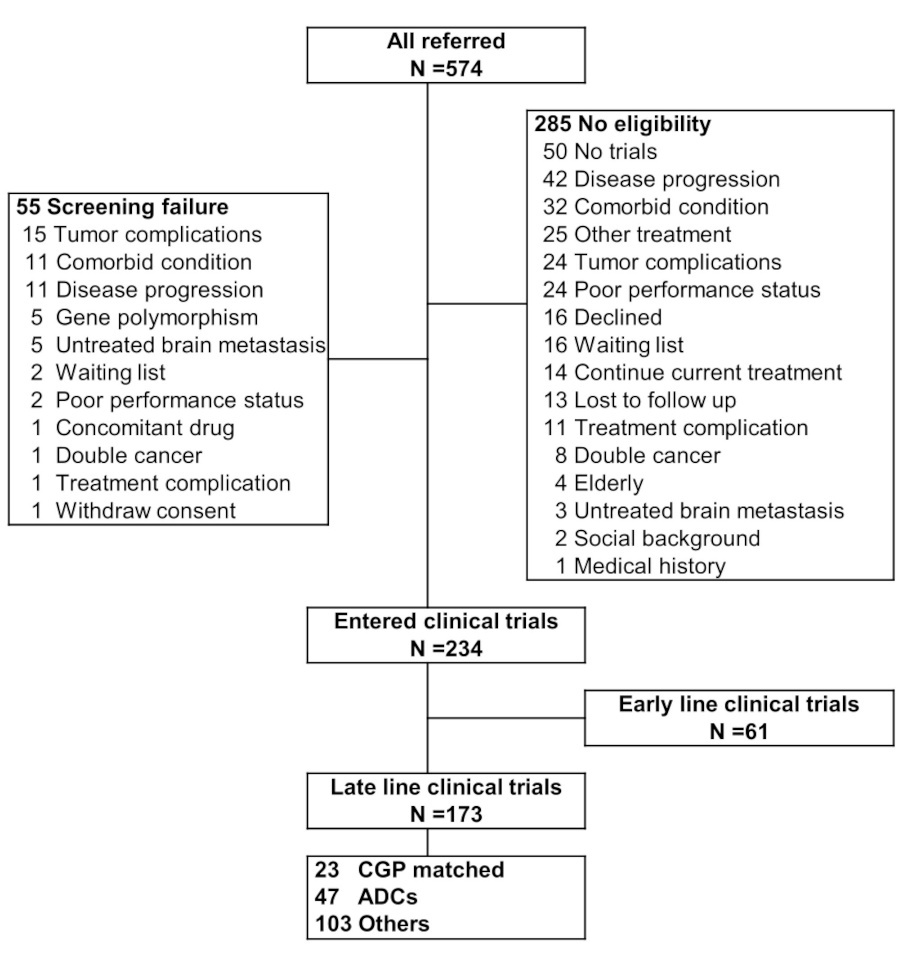 All referred
N =574
285 No eligibility
50 No trials
42 Disease progression
32 Comorbid condition
25 Other treatment
24 Tumor complications
24 Poor performance status
16 Declined
16 Waiting list
14 Continue current treatment
13 Lost to follow up
11 Treatment complication
8 Double cancer
4 Elderly
3 Untreated brain metastasis
2 Social background
1 Medical history
55 Screening failure
15 Tumor complications
11 Comorbid condition
11 Disease progression
5 Gene polymorphism
5 Untreated brain metastasis
2 Waiting list
2 Poor performance status
1 Concomitant drug
1 Double cancer
1 Treatment complication
1 Withdraw consent
Entered clinical trials
N =234
Early line clinical trials
N =61
Late line clinical trials
N =173
23 CGP matched
47 ADCs
103 Others